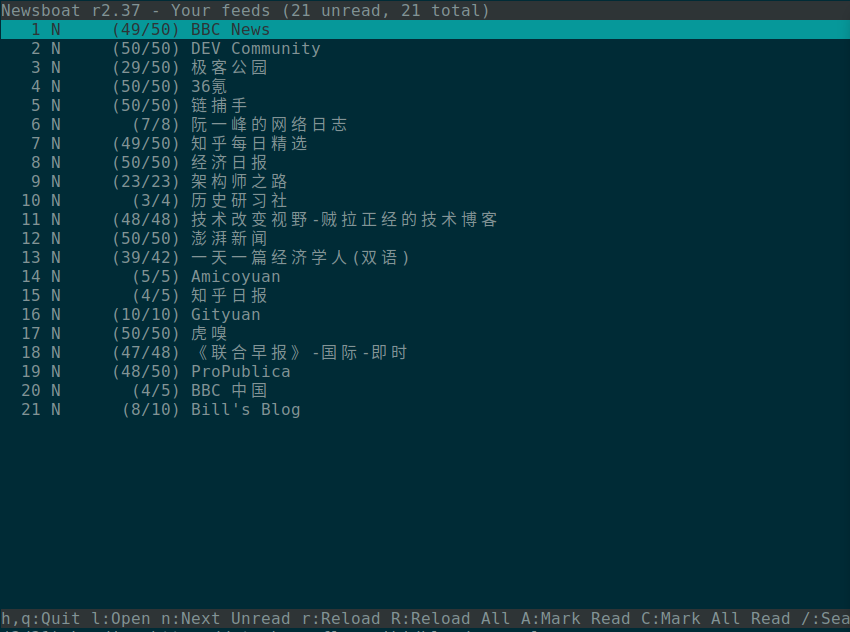 Newsboat r2.37 - Your feeds (21 unread, 21 total)
1 N (49/50) BBC News
2 N (50/50) DEV Community
3 N (29/50) 极客公园
4 N (50/50) 36氪
5 N (50/50) 链捕手
6 N (7/8) 阮一峰的网络日志
7 N (49/50) 知乎每日精选
8 N (50/50) 经济日报
9 N (23/23) 架构师之路
10 N (3/4) 历史研习社
11 N (48/48) 技术改变视野-贼拉正经的技术博客
12 N (50/50) 澎湃新闻
13 N (39/42) 一天一篇经济学人(双语)
14 N (5/5) Amicoyuan
15 N (4/5) 知乎日报
16 N (10/10) Gityuan
17 N (50/50) 虎嗅
18 N (47/48) 《联合早报》-国际-即时
19 N (48/50) ProPublica
20 N (4/5) BBC 中国
21 N (8/10) Bill's Blog
h,q:Quit l:Open n:Next Unread r:Reload R:Reload All A:Mark Read C:Mark All Read /:Sea